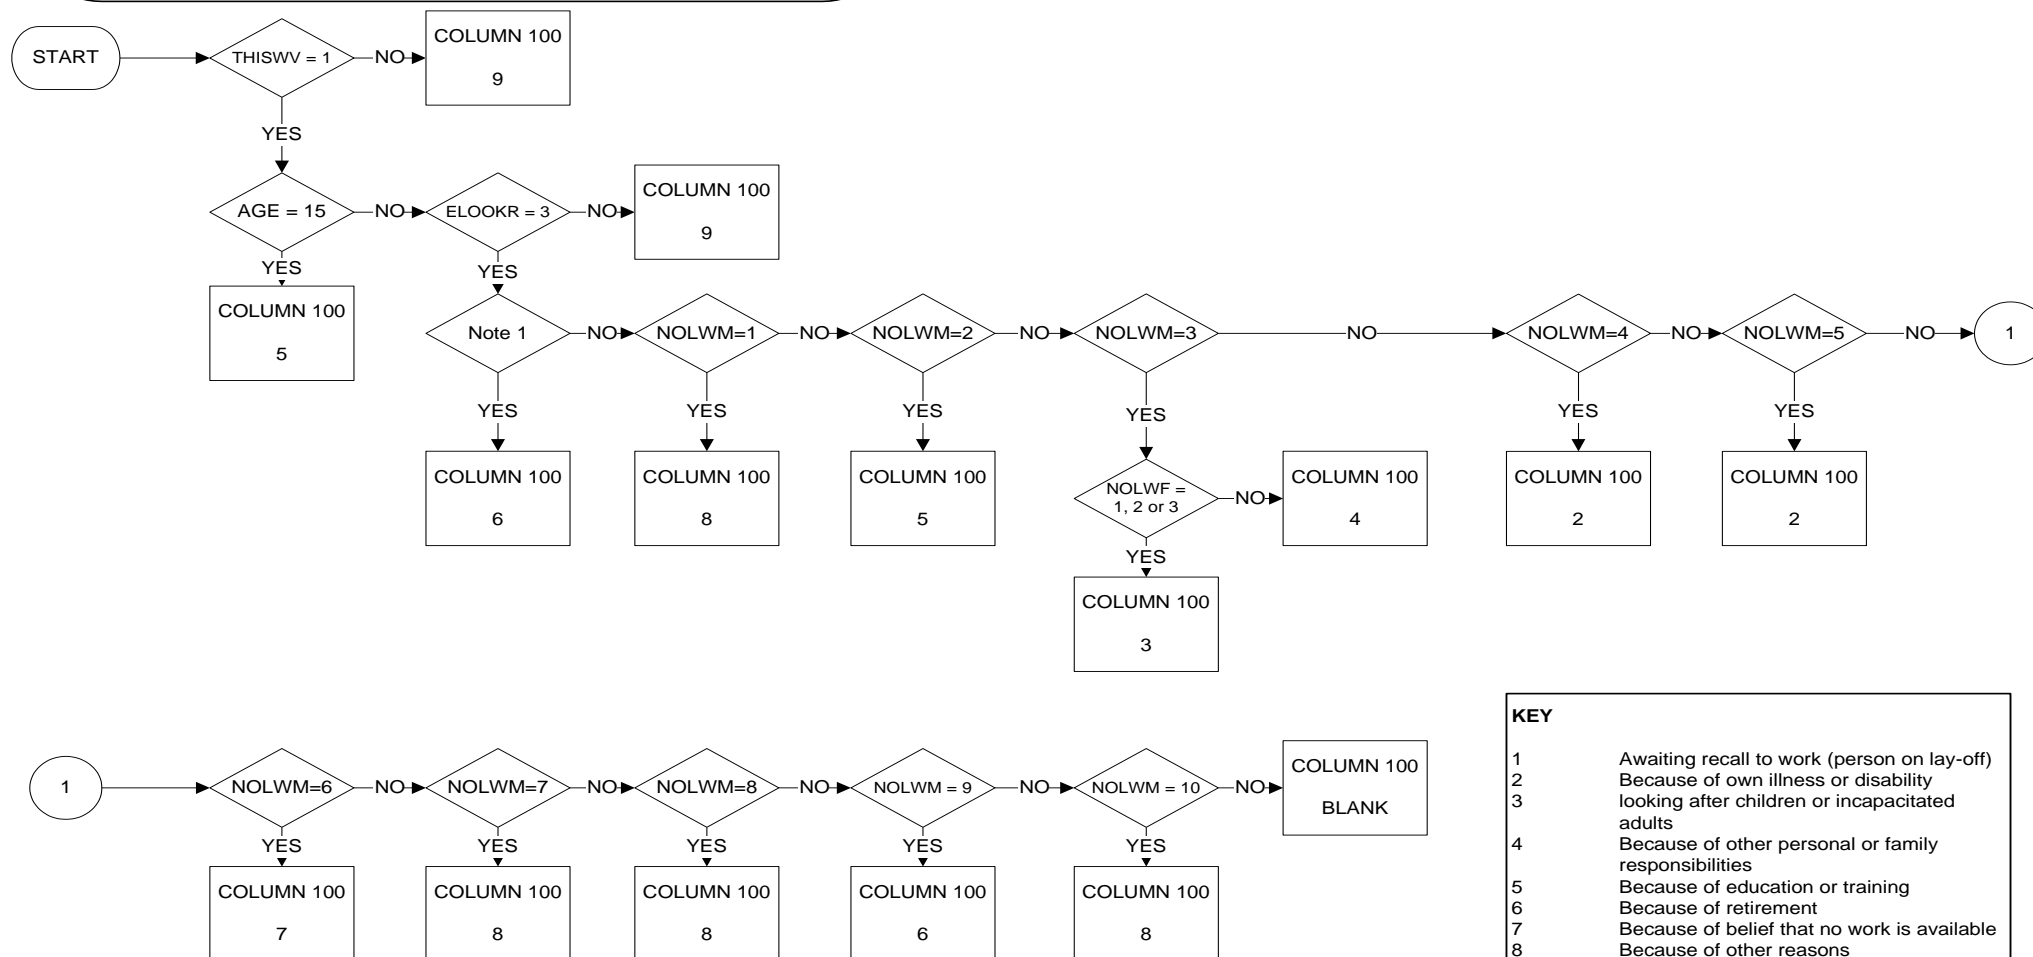 START
THISWV = 1
NO
COLUMN 100
9
YES
AGE = 15
NO
ELOOKR = 3
NO
COLUMN 100
9
YES
COLUMN 100
5
YES
Note 1
NO
NOLWM=1
NO
NOLWM=2
NO
NOLWM=3
NO
NOLWM=4
NO
NOLWM=5
NO
1
YES
COLUMN 100
6
YES
COLUMN 100
8
YES
COLUMN 100
5
YES
NOLWF =
1, 2 or 3
NO
COLUMN 100
4
YES
COLUMN 100
3
YES
COLUMN 100
2
YES
COLUMN 100
2
1
NOLWM=6
NO
NOLWM=7
NO
NOLWM=8
NO
NOLWM = 9
NO
NOLWM = 10
NO
COLUMN 100
BLANK
YES
COLUMN 100
7
YES
COLUMN 100
8
YES
COLUMN 100
8
YES
COLUMN 100
6
YES
COLUMN 100
8
KEY
1 Awaiting recall to work (person on lay-off)
2 Because of own illness or disability
3 looking after children or incapacitated
adults
4 Because of other personal or family
responsibilities
5 Because of education or training
6 Because of retirement
7 Because of belief that no work is available
8 Because of other reasons